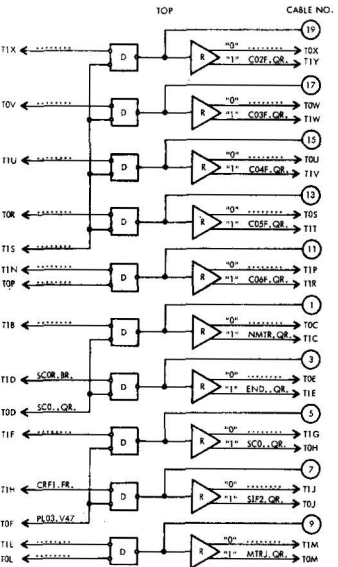 TOP CABLE NO.
19
T1X D R "0" T0X
"1" C02F,QR. T1Y
17
T0V D R "0" T0W
"1" C03F,QR. T1W
15
T1U D R "0" T0U
"1" C04F,QR. T1V
13
T0R D R "0" T0S
"1" C05F,QR. T1T
T1S
11
T1N D R "0" T1P
T0P "1" C06F,QR. T1R
1
T1B D R "0" T0C
"1" NMTR,QR. T1C
3
T1D SC0R,BR. D R "0" T0E
"1" END,,QR. T1E
T0D SC0,,QR.
5
T1F D R "0" T1G
"1" SC0,,QR. T0H
7
T1H CRF1,FR. D R "0" T1J
"1" SIF2,QR. T0J
T0F PL03,V47
9
T1L D R "0" T1M
T0L "1" MTRJ,QR. T0M